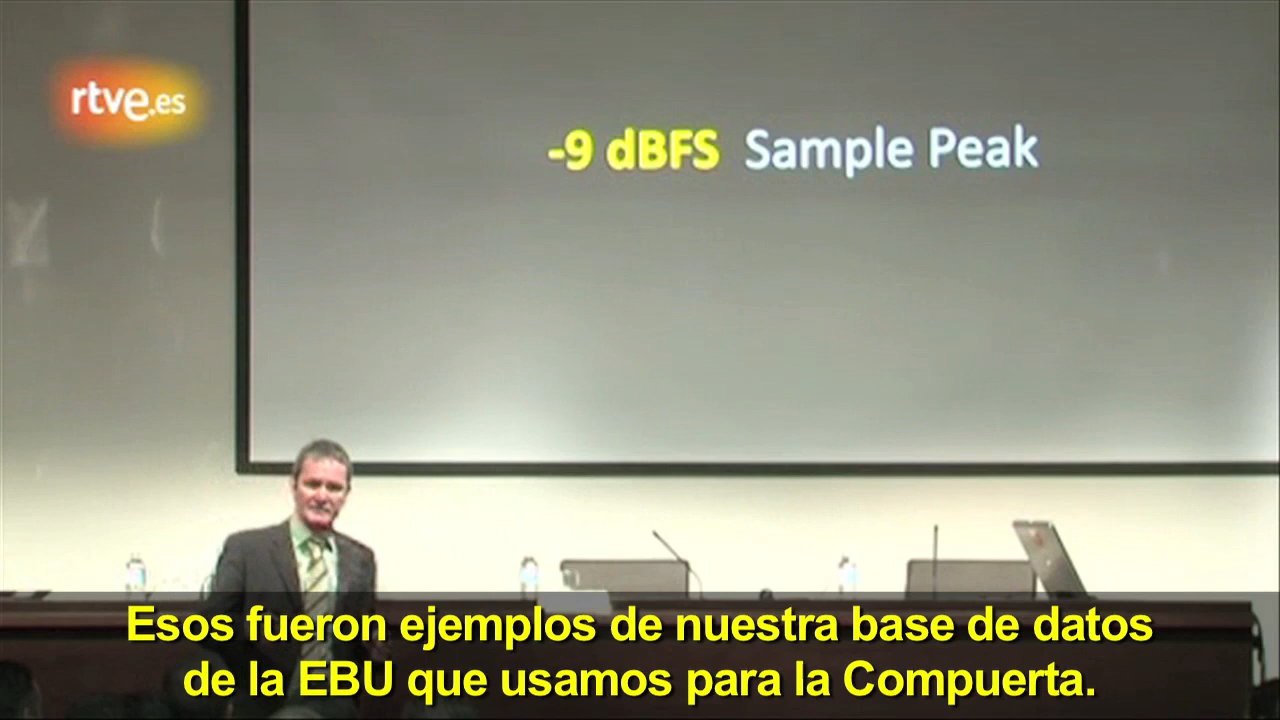 rtve.es
-9 dBFS Sample Peak
Esos fueron ejemplos de nuestra base de datos
de la EBU que usamos para la Compuerta.